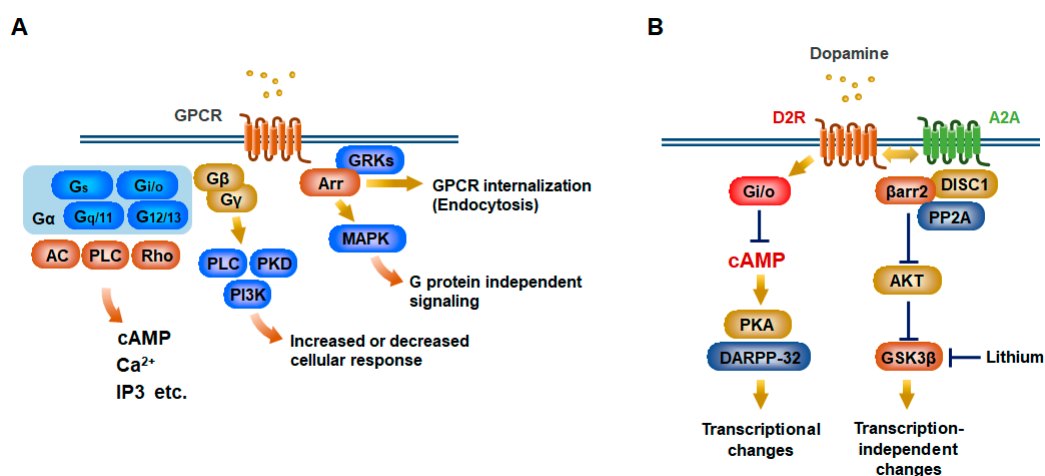 A
GPCR
GRKs
Arr
GPCR internalization
(Endocytosis)
Gs
Gi/o
Gα
Gq/11
G12/13
Gβ
Gγ
AC
PLC
Rho
MAPK
PLC
PKD
PI3K
G protein independent
signaling
cAMP
Ca²⁺
IP3 etc.
Increased or decreased
cellular response
B
Dopamine
D2R
A2A
Gi/o
βarr2
DISC1
PP2A
cAMP
AKT
PKA
DARPP-32
GSK3β
Lithium
Transcriptional
changes
Transcription-
independent
changes